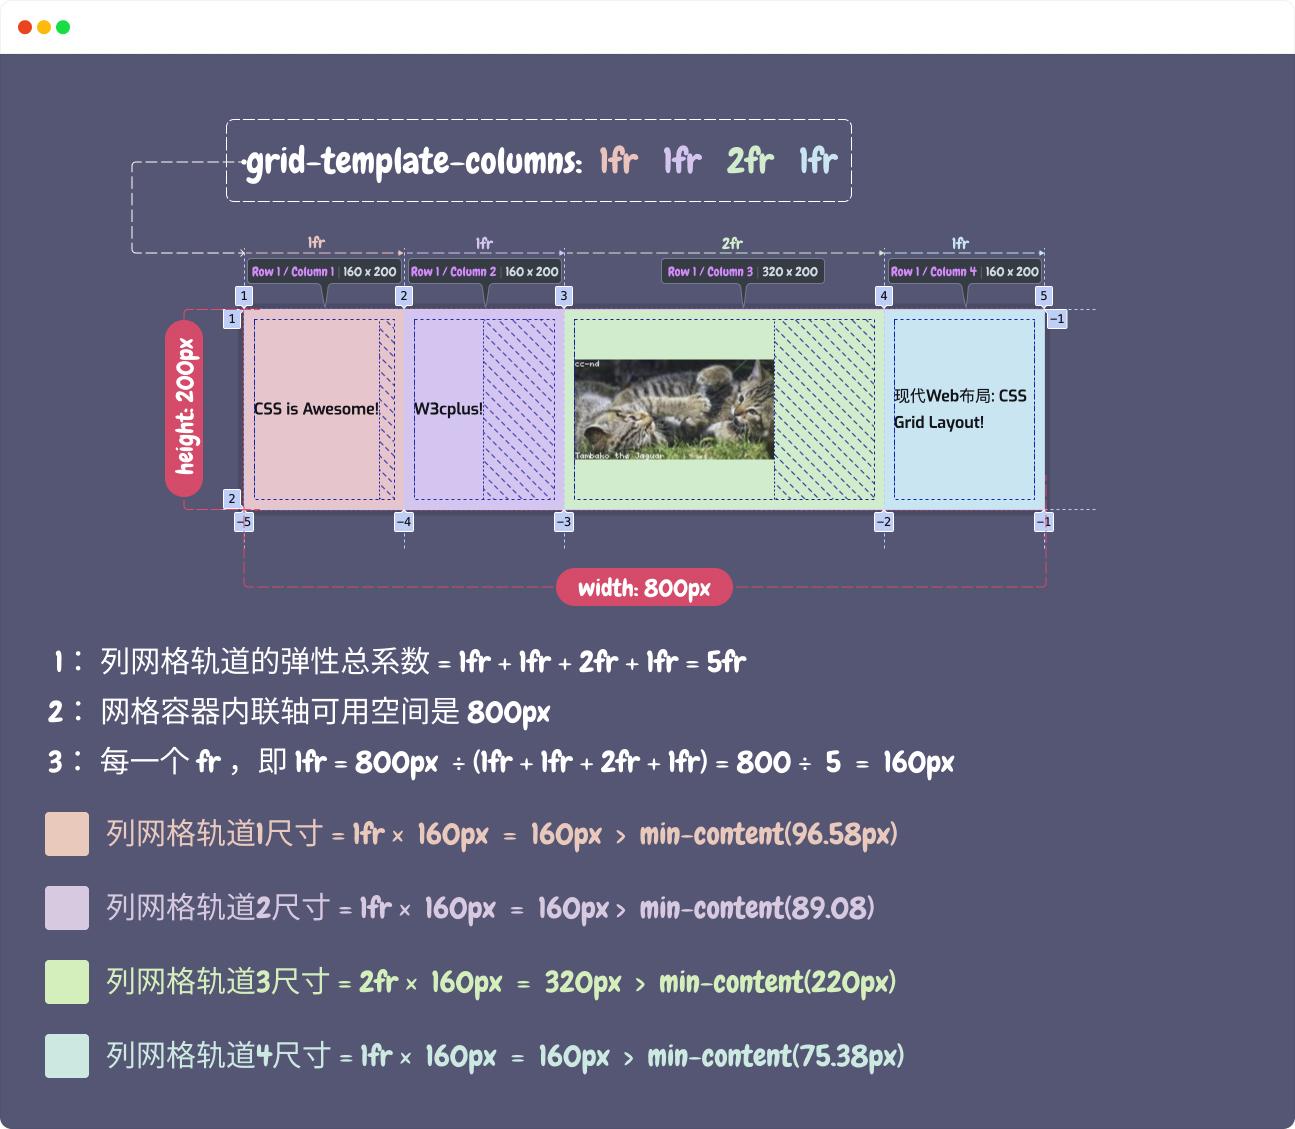 grid-template-columns: 1fr 1fr 2fr 1fr
1fr 1fr 2fr 1fr
Row 1 / Column 1 | 160 x 200 Row 1 / Column 2 | 160 x 200 Row 1 / Column 3 | 320 x 200 Row 1 / Column 4 | 160 x 200
1 2 3 4 5
1 -1
height: 200px
cc-nd
CSS is Awesome! W3cplus! 现代Web布局: CSS
Grid Layout!
Tambako the Jaguar
2
-5 -4 -3 -2 -1
width: 800px
1： 列网格轨道的弹性总系数 = 1fr + 1fr + 2fr + 1fr = 5fr
2： 网格容器内联轴可用空间是 800px
3： 每一个 fr ，即 1fr = 800px ÷ (1fr + 1fr + 2fr + 1fr) = 800 ÷ 5 = 160px
列网格轨道1尺寸 = 1fr × 160px = 160px > min-content(96.58px)
列网格轨道2尺寸 = 1fr × 160px = 160px > min-content(89.08)
列网格轨道3尺寸 = 2fr × 160px = 320px > min-content(220px)
列网格轨道4尺寸 = 1fr × 160px = 160px > min-content(75.38px)